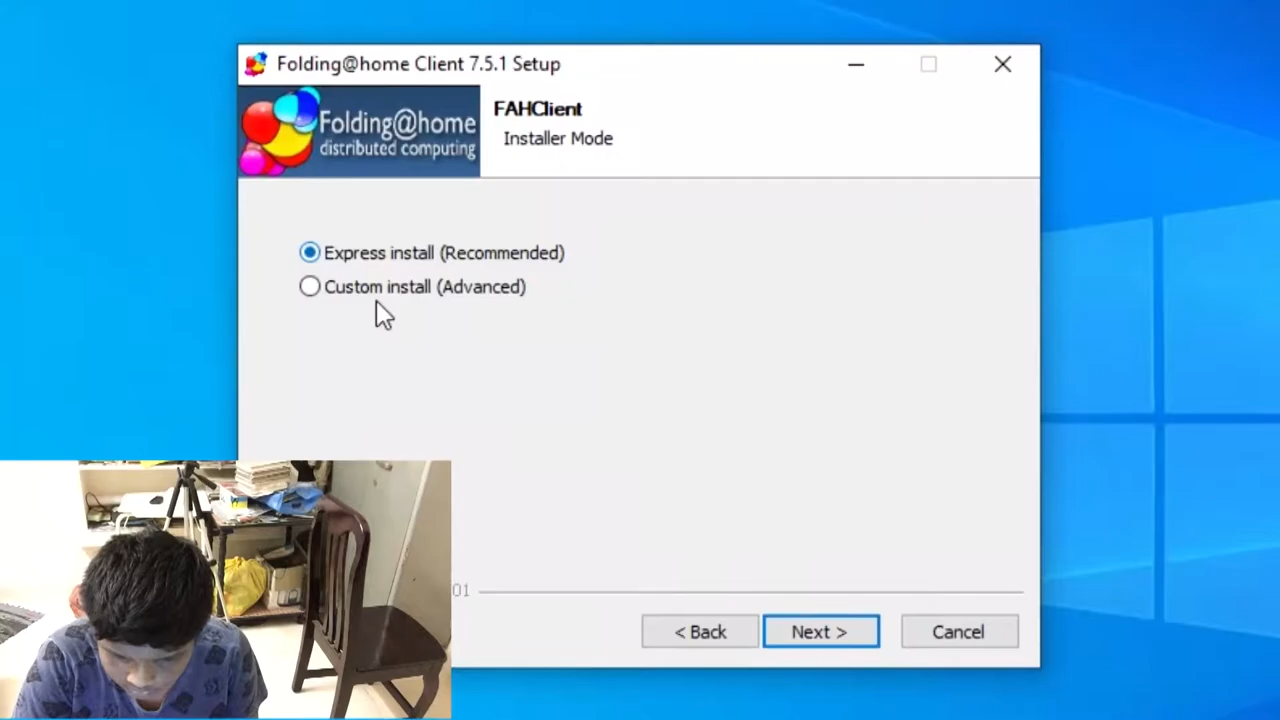 Folding@home Client 7.5.1 Setup
Folding@home
distributed computing
FAHClient
Installer Mode
Express install (Recommended)
Custom install (Advanced)
01
< Back
Next >
Cancel